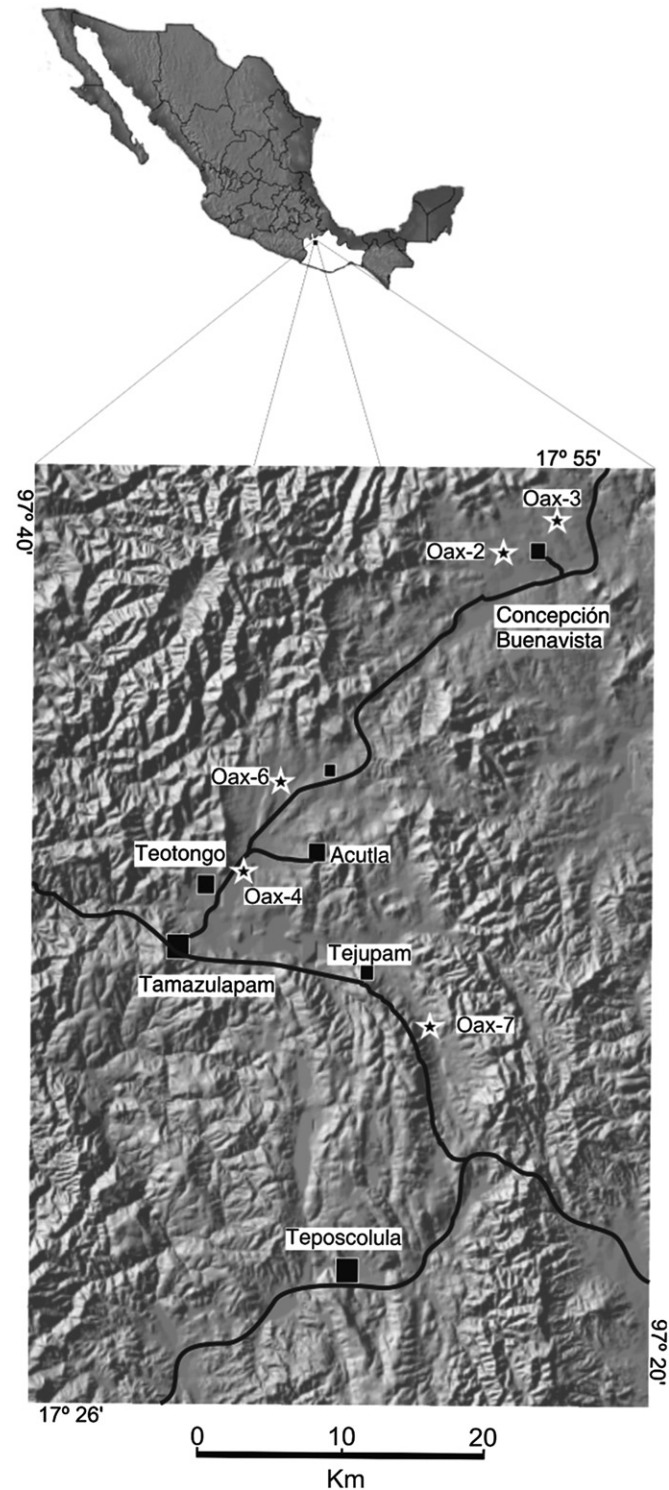 17º 55'
97º 40'
Oax-3
Oax-2
Concepción
Buenavista
Oax-6
Teotongo
Acutla
Oax-4
Tejupam
Tamazulapam
Oax-7
Teposcolula
97º 20'
17º 26'
0 10 20
Km